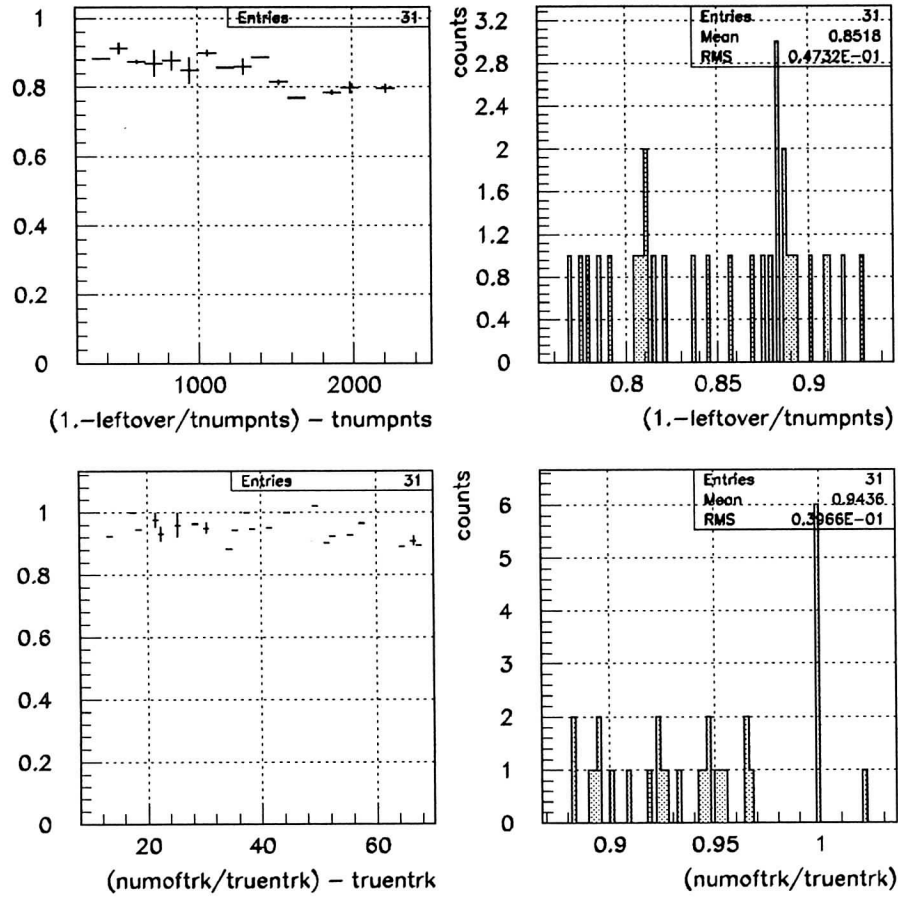 Entries 31
1
0.8
0.6
0.4
0.2
0
1000 2000
(1.-leftover/tnumpnts) - tnumpnts
counts
Entries 31
Mean 0.8518
RMS 0.4732E-01
3.2
2.8
2.4
2
1.6
1.2
0.8
0.4
0
0.8 0.85 0.9
(1.-leftover/tnumpnts)
Entries 31
1
0.8
0.6
0.4
0.2
0
20 40 60
(numoftrk/truentrk) - truentrk
counts
Entries 31
Mean 0.9436
RMS 0.3966E-01
6
5
4
3
2
1
0
0.9 0.95 1
(numoftrk/truentrk)